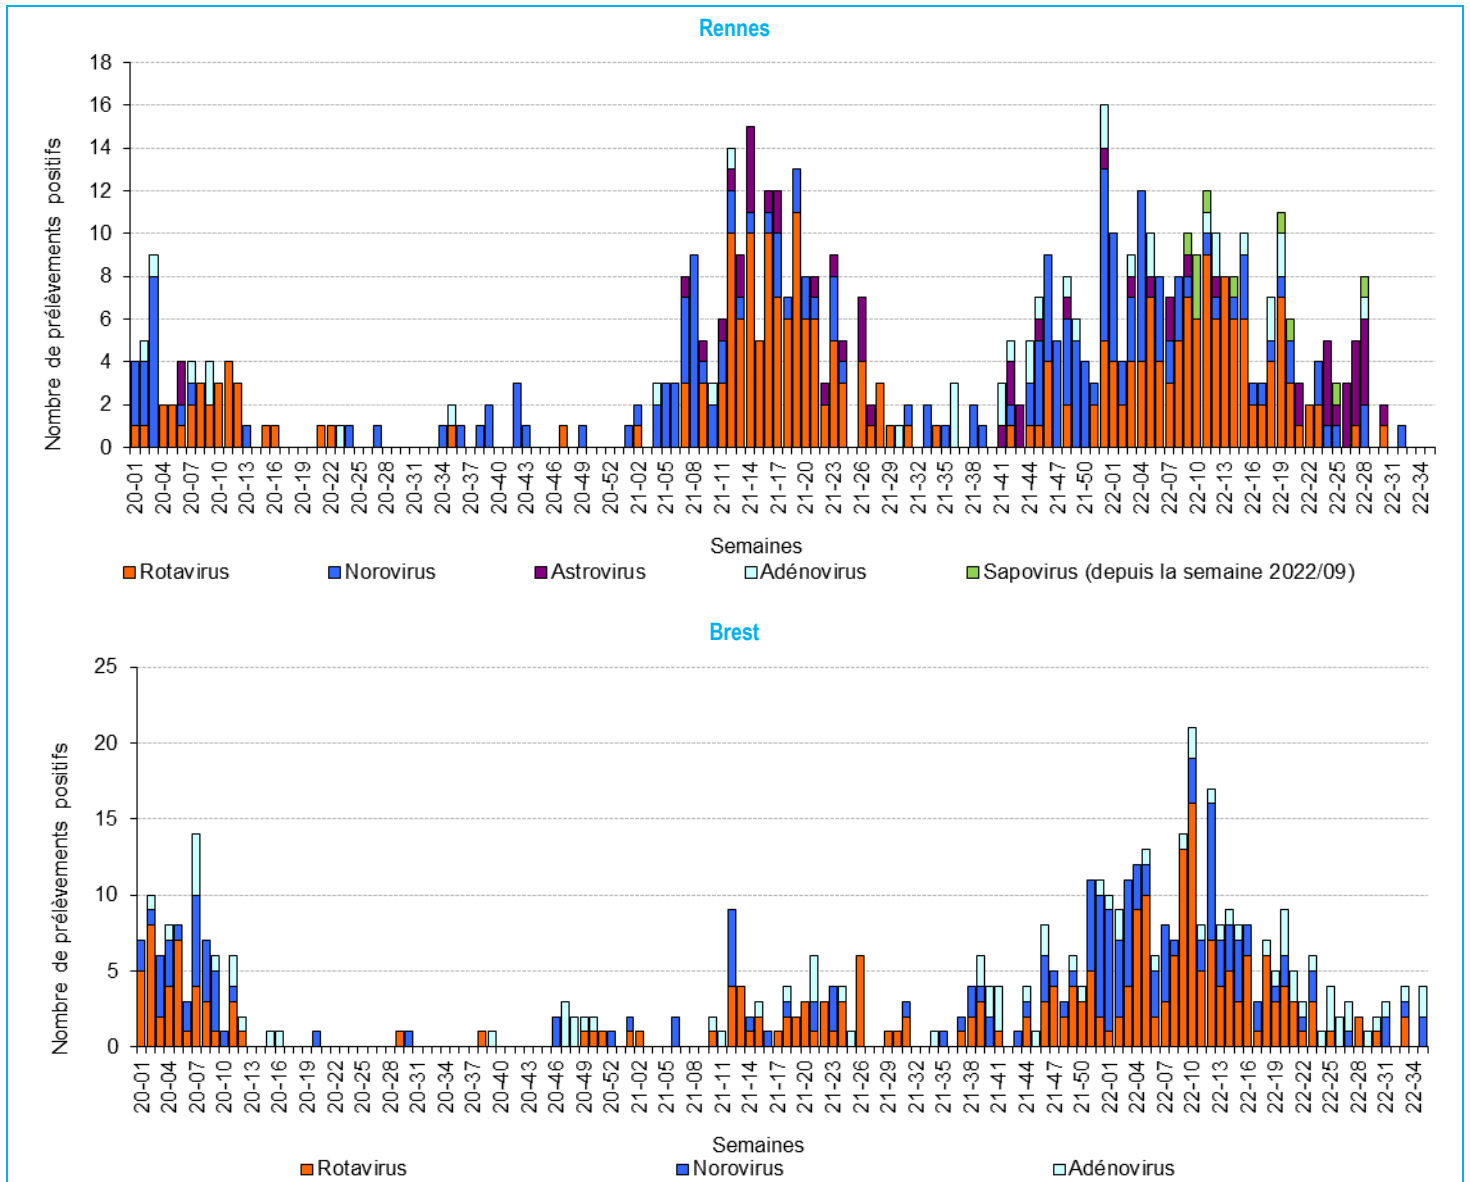 Rennes
Nombre de prélèvements positifs
18
16
14
12
10
8
6
4
2
0
20-01 20-04 20-07 20-10 20-13 20-16 20-19 20-22 20-25 20-28 20-31 20-34 20-37 20-40 20-43 20-46 20-49 20-52 21-02 21-05 21-08 21-11 21-14 21-17 21-20 21-23 21-26 21-29 21-32 21-35 21-38 21-41 21-44 21-47 21-50 22-01 22-04 22-07 22-10 22-13 22-16 22-19 22-22 22-25 22-28 22-31 22-34
Semaines
Rotavirus Norovirus Astrovirus Adénovirus Sapovirus (depuis la semaine 2022/09)
Brest
Nombre de prélèvements positifs
25
20
15
10
5
0
20-01 20-04 20-07 20-10 20-13 20-16 20-19 20-22 20-25 20-28 20-31 20-34 20-37 20-40 20-43 20-46 20-49 20-52 21-02 21-05 21-08 21-11 21-14 21-17 21-20 21-23 21-26 21-29 21-32 21-35 21-38 21-41 21-44 21-47 21-50 22-01 22-04 22-07 22-10 22-13 22-16 22-19 22-22 22-25 22-28 22-31 22-34
Semaines
Rotavirus Norovirus Adénovirus